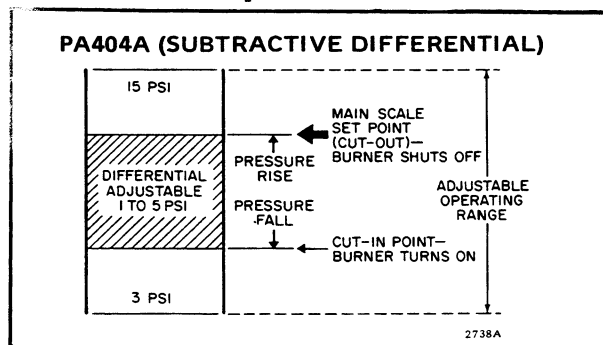 PA404A (SUBTRACTIVE DIFFERENTIAL)
15 PSI
MAIN SCALE
SET POINT
(CUT-OUT)—
BURNER SHUTS OFF
PRESSURE
RISE
DIFFERENTIAL
ADJUSTABLE
1 TO 5 PSI
ADJUSTABLE
OPERATING
RANGE
PRESSURE
FALL
CUT-IN POINT—
BURNER TURNS ON
3 PSI
2738A